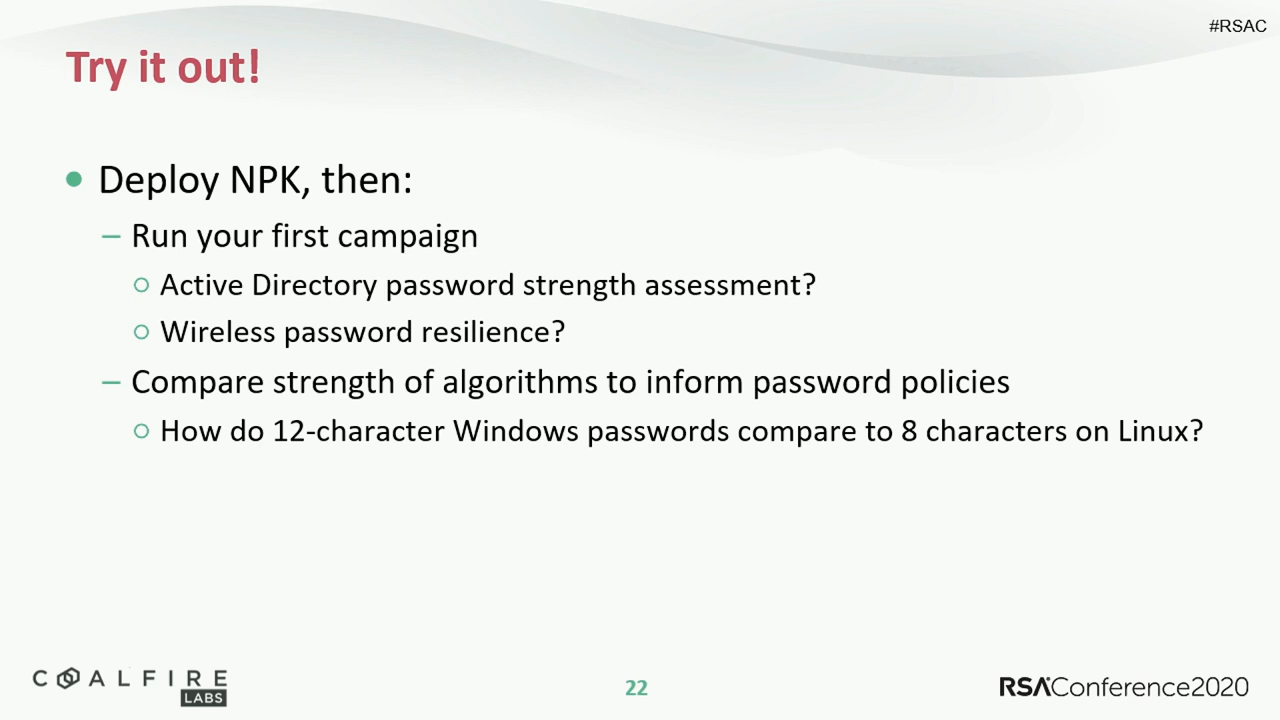 #RSAC
Try it out!
Deploy NPK, then:
Run your first campaign
Active Directory password strength assessment?
Wireless password resilience?
Compare strength of algorithms to inform password policies
How do 12-character Windows passwords compare to 8 characters on Linux?
COALFIRE
LABS
22
RSAConference2020